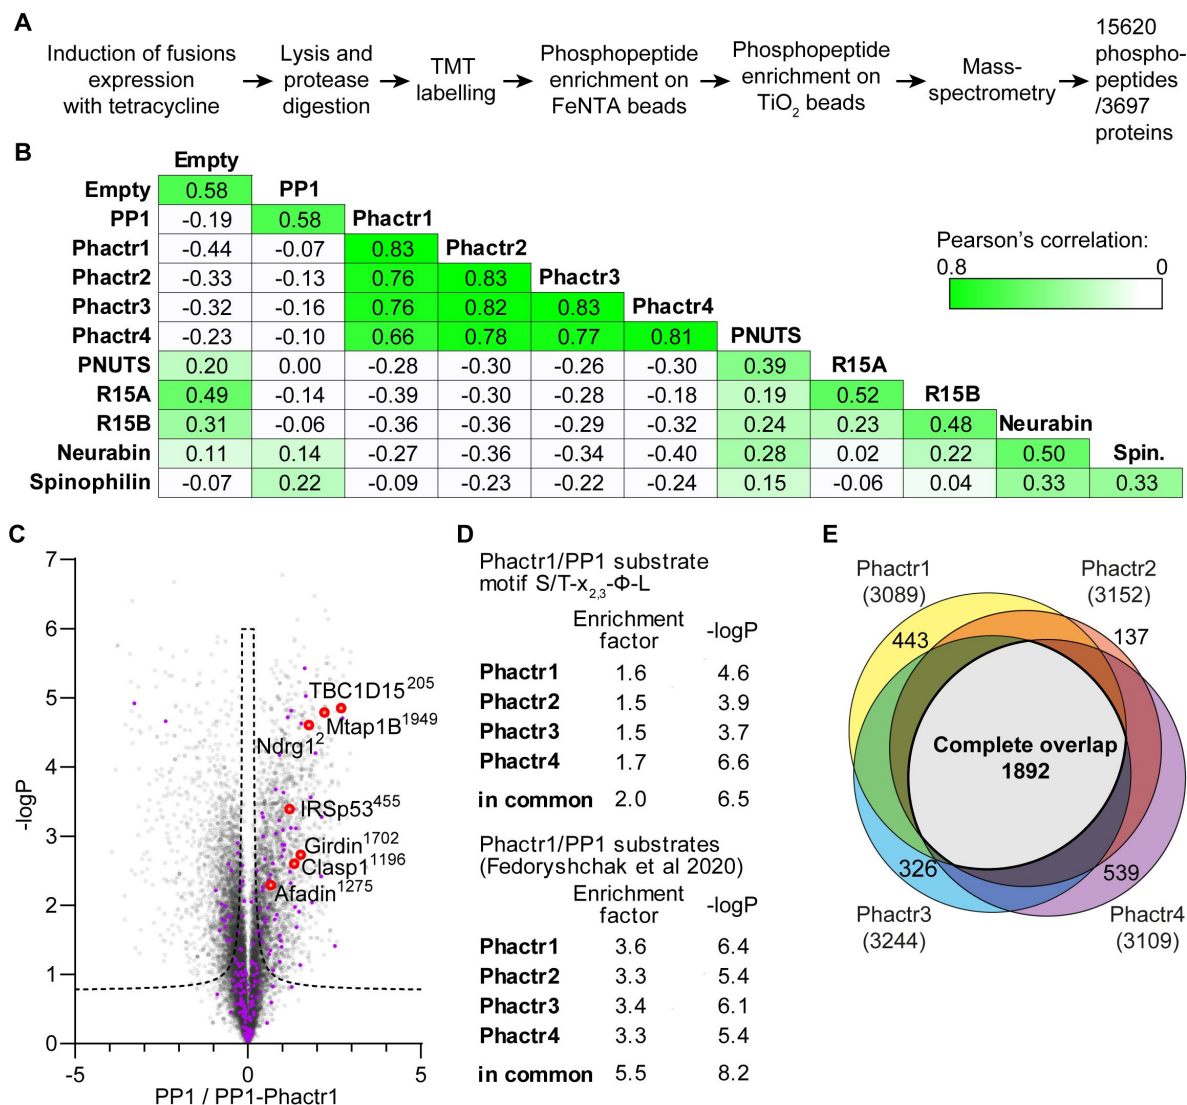 A
Induction of fusions
expression
with tetracycline
Lysis and
protease
digestion
TMT
labelling
Phosphopeptide
enrichment on
FeNTA beads
Phosphopeptide
enrichment on
TiO2 beads
Mass-
spectrometry
15620
phospho-
peptides
/3697
proteins
B
Empty
Empty 0.58 PP1
PP1 -0.19 0.58 Phactr1
Phactr1 -0.44 -0.07 0.83 Phactr2
Phactr2 -0.33 -0.13 0.76 0.83 Phactr3
Phactr3 -0.32 -0.16 0.76 0.82 0.83 Phactr4
Phactr4 -0.23 -0.10 0.66 0.78 0.77 0.81 PNUTS
PNUTS 0.20 0.00 -0.28 -0.30 -0.26 -0.30 0.39 R15A
R15A 0.49 -0.14 -0.39 -0.30 -0.28 -0.18 0.19 0.52 R15B
R15B 0.31 -0.06 -0.36 -0.36 -0.29 -0.32 0.24 0.23 0.48 Neurabin
Neurabin 0.11 0.14 -0.27 -0.36 -0.34 -0.40 0.28 0.02 0.22 0.50 Spin.
Spinophilin -0.07 0.22 -0.09 -0.23 -0.22 -0.24 0.15 -0.06 0.04 0.33 0.33
Pearson's correlation:
0.8 0
C
7
6
5
4
3
2
1
0
-logP
TBC1D15205
Mtap1B1949
Ndrg12
IRSp53455
Girdin1702
Clasp11196
Afadin1275
-5 0 5
PP1 / PP1-Phactr1
D
Phactr1/PP1 substrate
motif S/T-x2,3-Φ-L
Enrichment
factor
-logP
Phactr1 1.6 4.6
Phactr2 1.5 3.9
Phactr3 1.5 3.7
Phactr4 1.7 6.6
in common 2.0 6.5
Phactr1/PP1 substrates
(Fedoryshchak et al 2020)
Enrichment
factor
-logP
Phactr1 3.6 6.4
Phactr2 3.3 5.4
Phactr3 3.4 6.1
Phactr4 3.3 5.4
in common 5.5 8.2
E
Phactr1
(3089)
Phactr2
(3152)
443
137
Complete overlap
1892
326
539
Phactr3
(3244)
Phactr4
(3109)